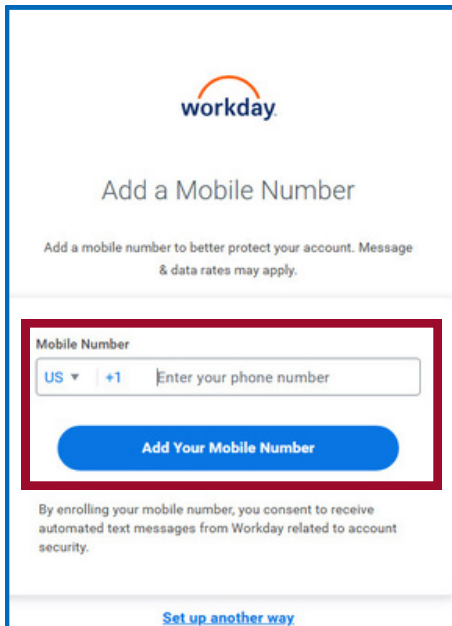 workday.
Add a Mobile Number
Add a mobile number to better protect your account. Message
& data rates may apply.
Mobile Number
US +1 Enter your phone number
Add Your Mobile Number
By enrolling your mobile number, you consent to receive
automated text messages from Workday related to account
security.
Set up another way